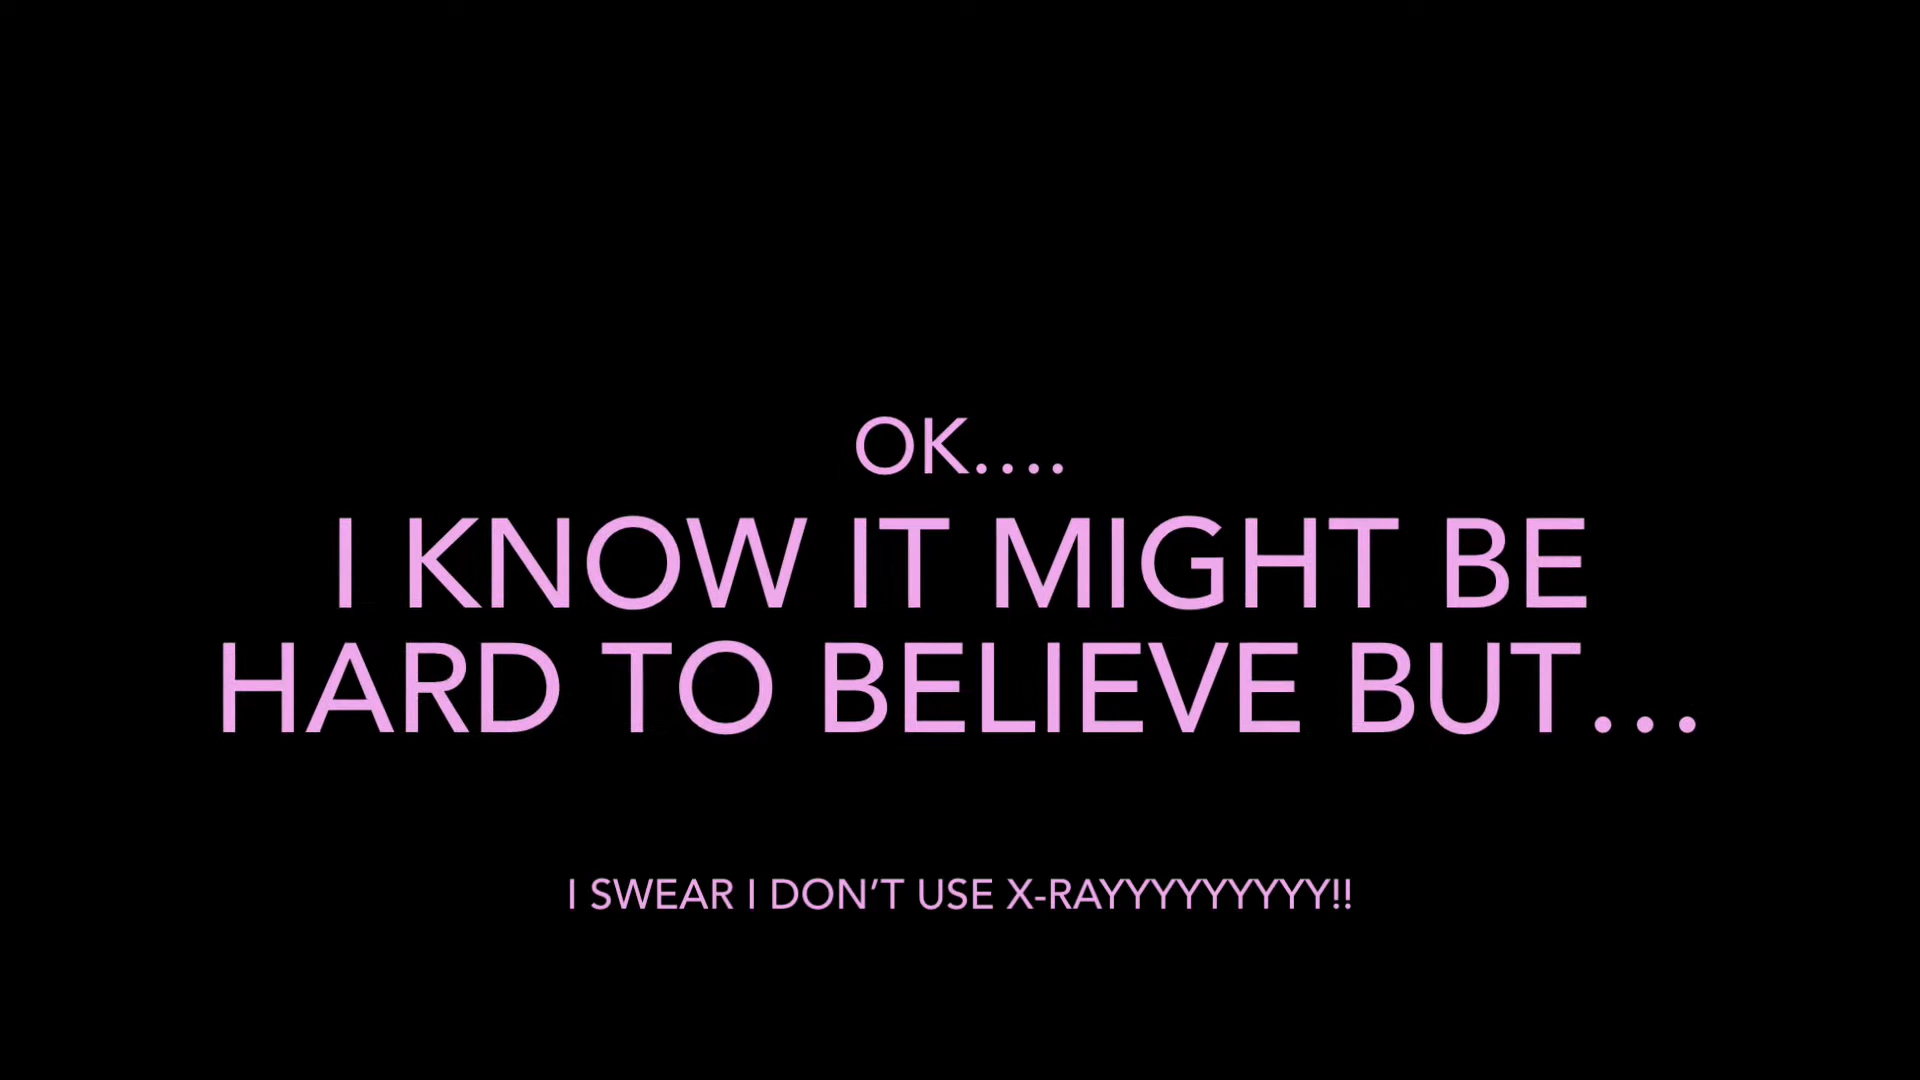 OK....
I KNOW IT MIGHT BE
HARD TO BELIEVE BUT...
I SWEAR I DON’T USE X-RAYYYYYYYYY!!